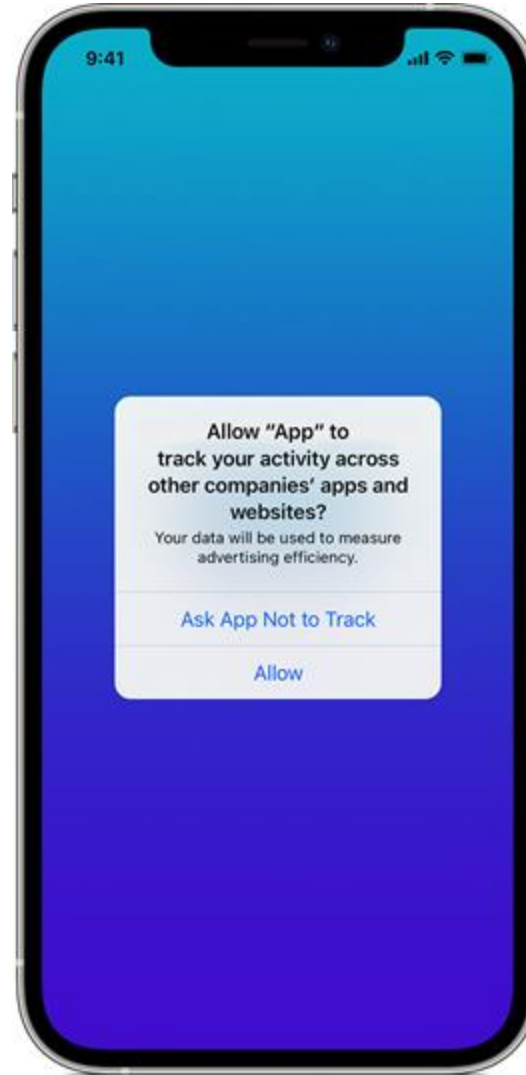 9:41
Allow “App” to
track your activity across
other companies’ apps and
websites?
Your data will be used to measure
advertising efficiency.
Ask App Not to Track
Allow